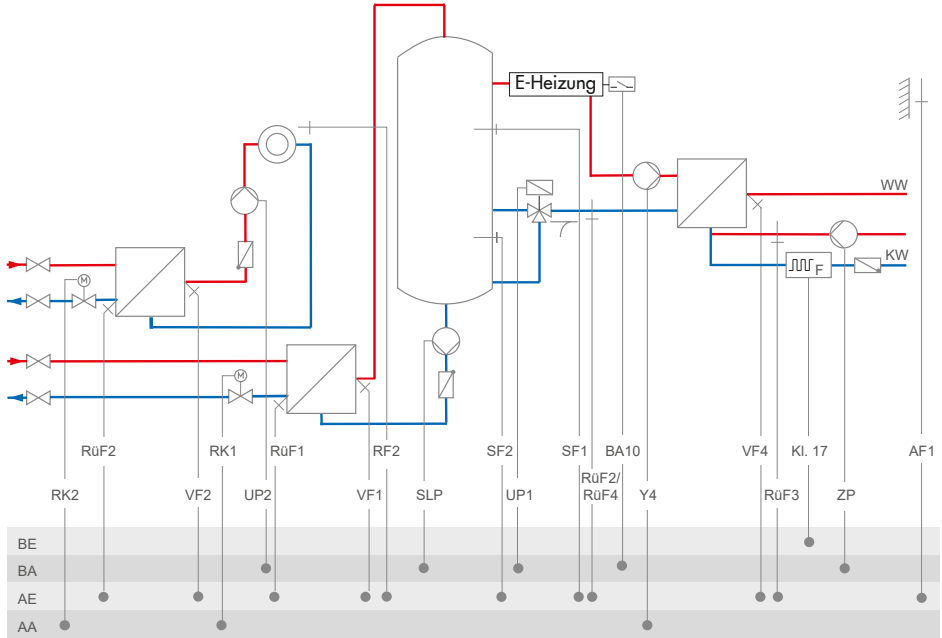 E-Heizung
WW
KW
F
M
M
RüF2
RK1
RüF1
RF2
SF2
SF1
BA10
VF4
Kl. 17
AF1
RK2
VF2
UP2
VF1
SLP
UP1
RüF2/
RüF4
Y4
RüF3
ZP
BE
BA
AE
AA